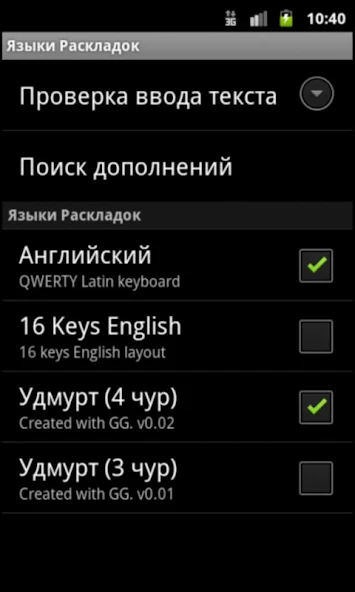 3G 10:40
Языки Раскладок
Проверка ввода текста
Поиск дополнений
Языки Раскладок
Английский
QWERTY Latin keyboard
16 Keys English
16 keys English layout
Удмурт (4 чур)
Created with GG. v0.02
Удмурт (3 чур)
Created with GG. v0.01